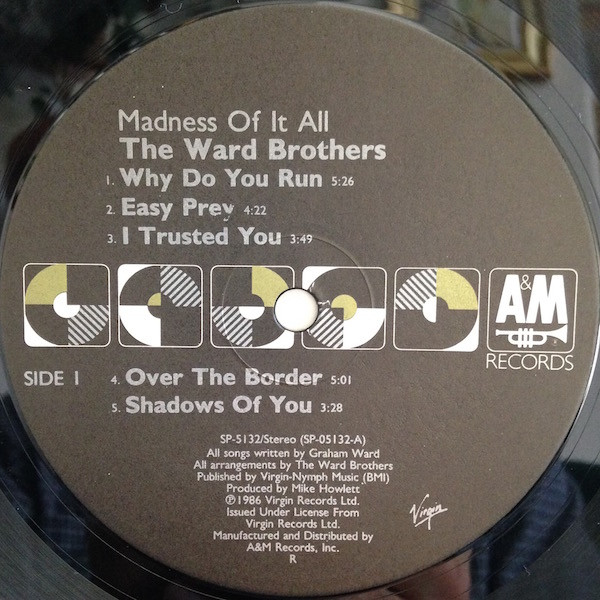 Madness Of It All
The Ward Brothers
1. Why Do You Run 5:26
2. Easy Prey 4:22
3. I Trusted You 3:49
A&M
®
RECORDS
SIDE 1
4. Over The Border 5:01
5. Shadows Of You 3:28
SP-5132/Stereo (SP-05132-A)
All songs written by Graham Ward
All arrangements by The Ward Brothers
Published by Virgin-Nymph Music (BMI)
Produced by Mike Howlett
℗1986 Virgin Records Ltd.
Issued Under License From
Virgin Records Ltd.
Manufactured and Distributed by
A&M Records, Inc.
R
Virgin